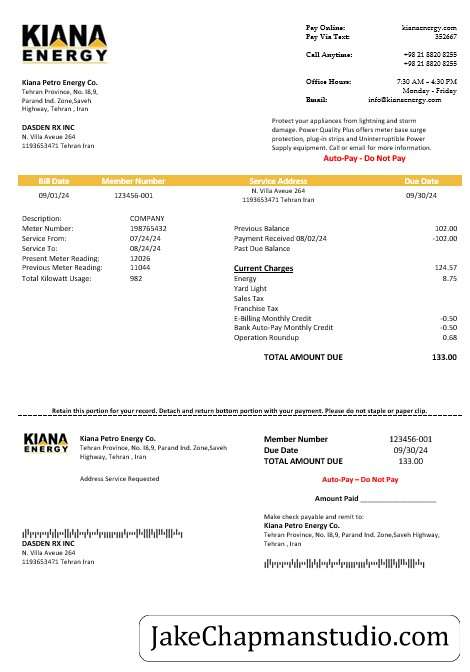 KIANA
ENERGY
Pay Online: kianaenergy.com
Pay Via Text: 352667
Call Anytime: +98 21 8820 8255
+98 21 8820 8255
Office Hours: 7:30 AM – 4:30 PM
Monday - Friday
Email: info@kianaenergy.com
Kiana Petro Energy Co.
Tehran Province, No. I8,9,
Parand Ind. Zone,Saveh
Highway, Tehran , Iran
DASDEN RX INC
N. Villa Aveue 264
1193653471 Tehran Iran
Protect your appliances from lightning and storm
damage. Power Quality Plus offers meter base surge
protection, plug-in strips and Uninterruptible Power
Supply equipment. Call or email for more information.
Auto-Pay - Do Not Pay
Bill Date Member Number Service Address Due Date
09/01/24 123456-001 N. Villa Aveue 264 09/30/24
1193653471 Tehran Iran
Description: COMPANY
Meter Number: 198765432
Service From: 07/24/24
Service To: 08/24/24
Present Meter Reading: 12026
Previous Meter Reading: 11044
Total Kilowatt Usage: 982
Previous Balance 102.00
Payment Received 08/02/24 -102.00
Past Due Balance
Current Charges 124.57
Energy 8.75
Yard Light
Sales Tax
Franchise Tax
E-Billing Monthly Credit -0.50
Bank Auto-Pay Monthly Credit -0.50
Operation Roundup 0.68
TOTAL AMOUNT DUE 133.00
Retain this portion for your record. Detach and return bottom portion with your payment. Please do not staple or paper clip.
KIANA
ENERGY
Kiana Petro Energy Co.
Tehran Province, No. I8,9, Parand Ind. Zone,Saveh
Highway, Tehran , Iran
Address Service Requested
Member Number 123456-001
Due Date 09/30/24
TOTAL AMOUNT DUE 133.00
Auto-Pay – Do Not Pay
Amount Paid
Make check payable and remit to:
Kiana Petro Energy Co.
Tehran Province, No. I8,9, Parand Ind. Zone,Saveh Highway,
Tehran , Iran
DASDEN RX INC
N. Villa Aveue 264
1193653471 Tehran Iran
JakeChapmanstudio.com